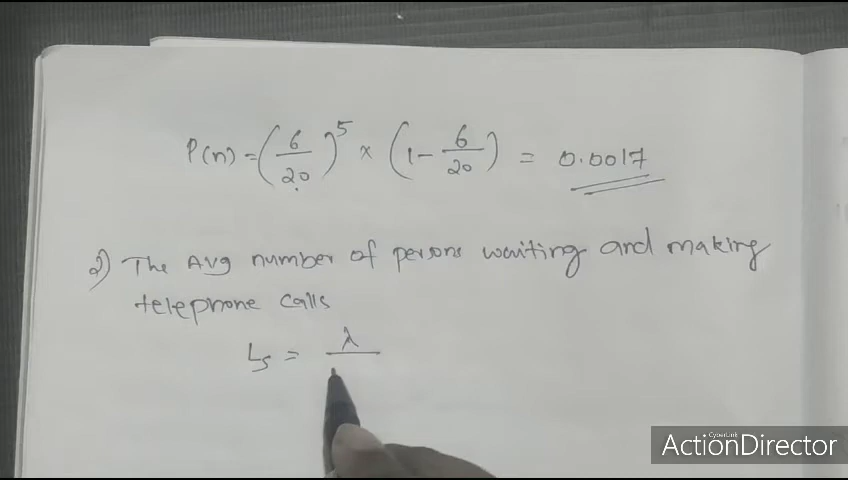 P(n) = (6/20)^5 × (1 - 6/20) = 0.0017
2) The Avg number of persons waiting and making
telephone calls
Ls = λ/
CyberLink
ActionDirector